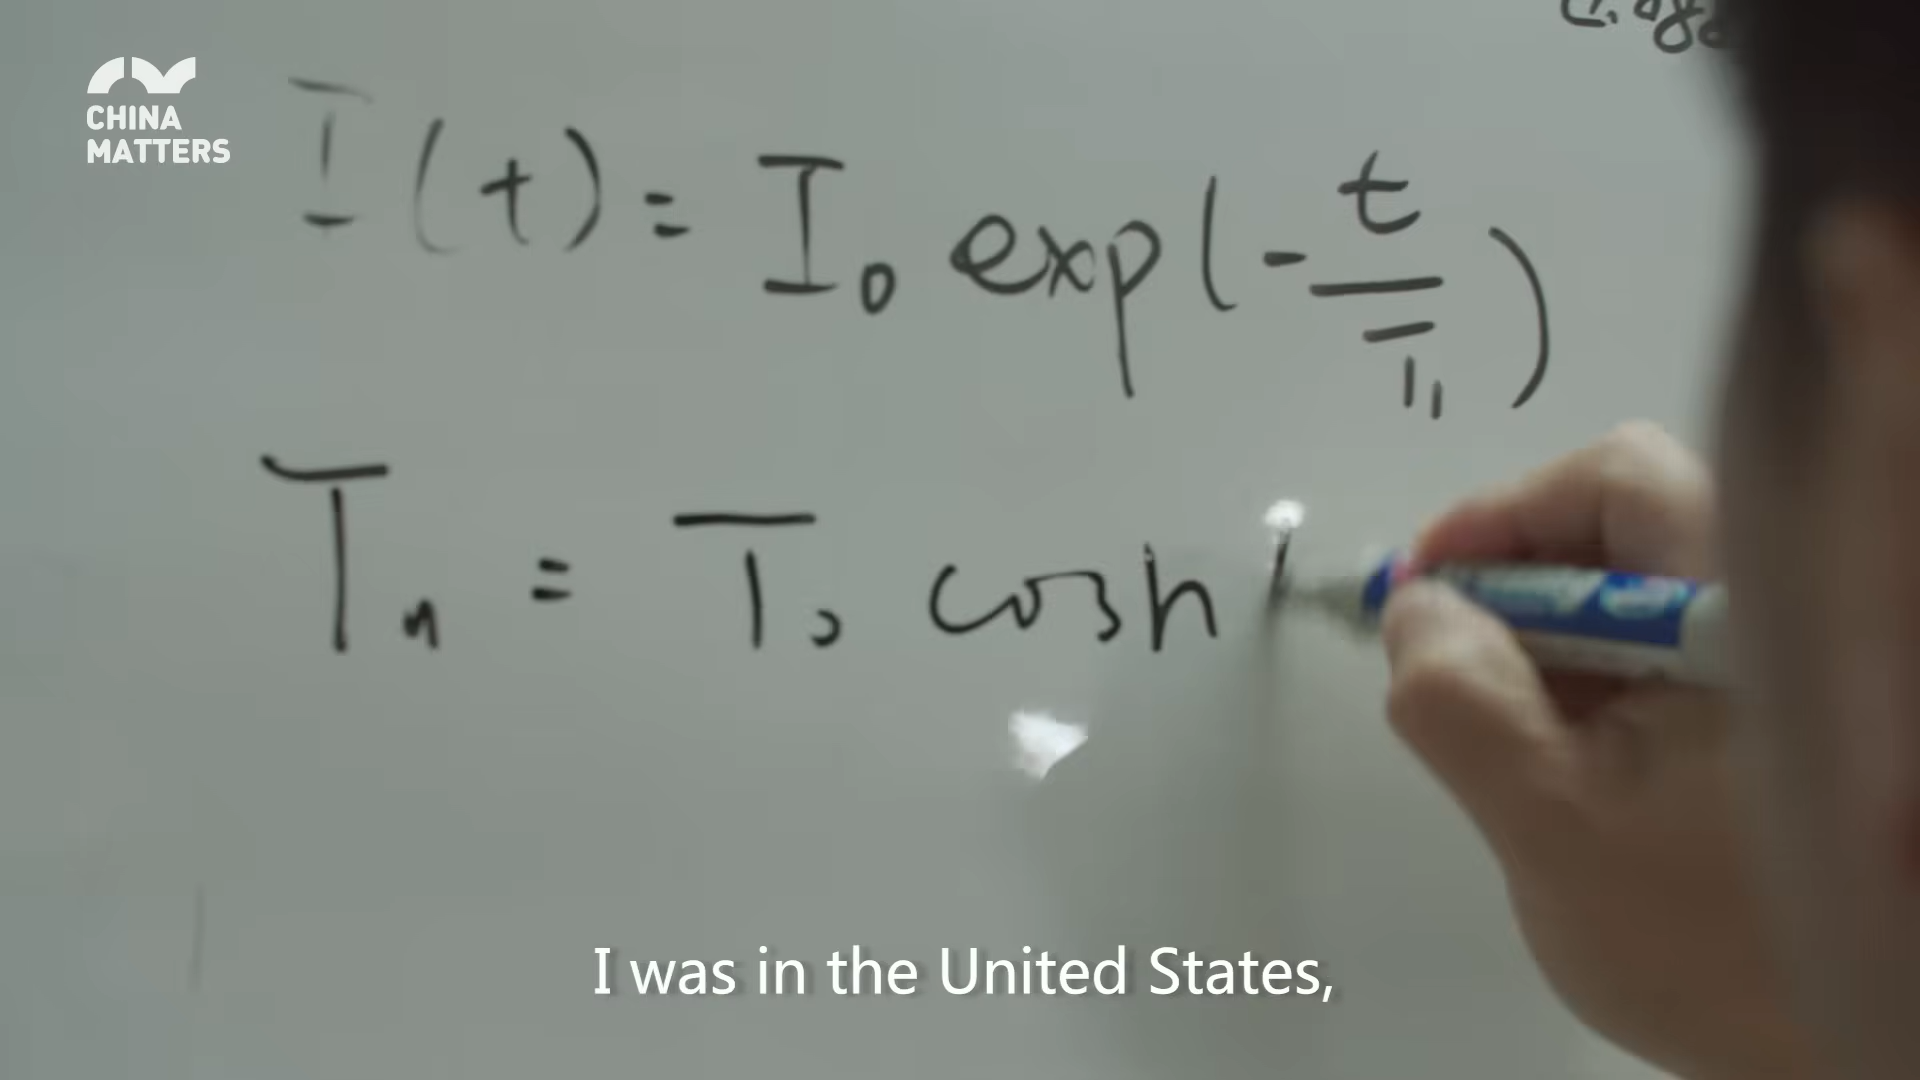 CHINA
MATTERS
I(t) = I₀ exp(-t/T₁)
Tₙ = T₀ cosh
I was in the United States,